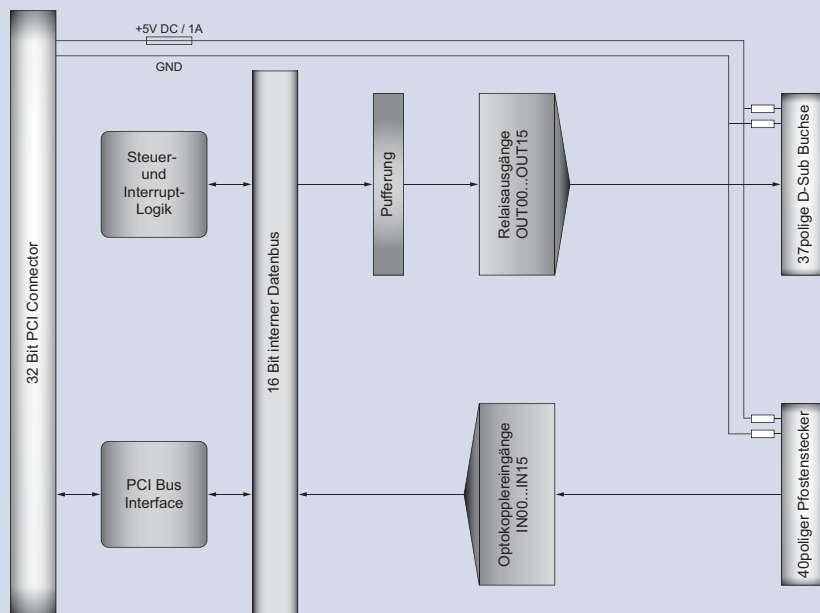 +5V DC / 1A
GND
32 Bit PCI Connector
Steuer-
und
Interrupt-
Logik
PCI Bus
Interface
16 Bit interner Datenbus
Pufferung
Relaisausgänge
OUT00...OUT15
Optokopplereingänge
IN00...IN15
37polige D-Sub Buchse
40poliger Pfostenstecker